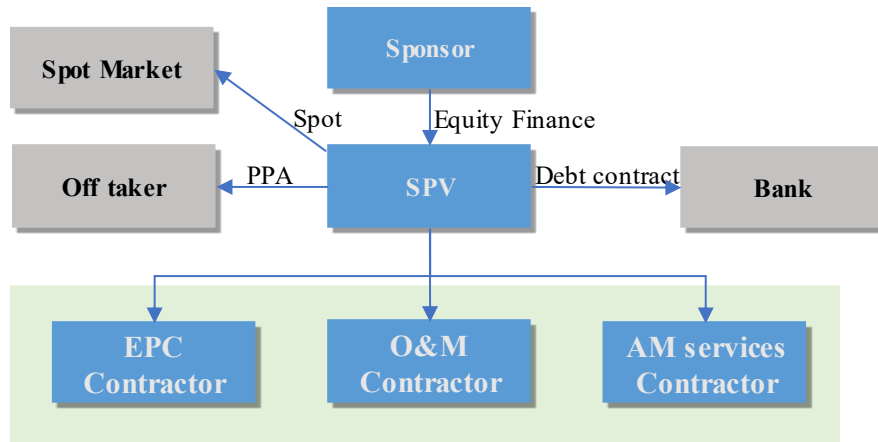 Sponsor
Spot Market
Spot
Equity Finance
Off taker
PPA
SPV
Debt contract
Bank
EPC
Contractor
O&M
Contractor
AM services
Contractor